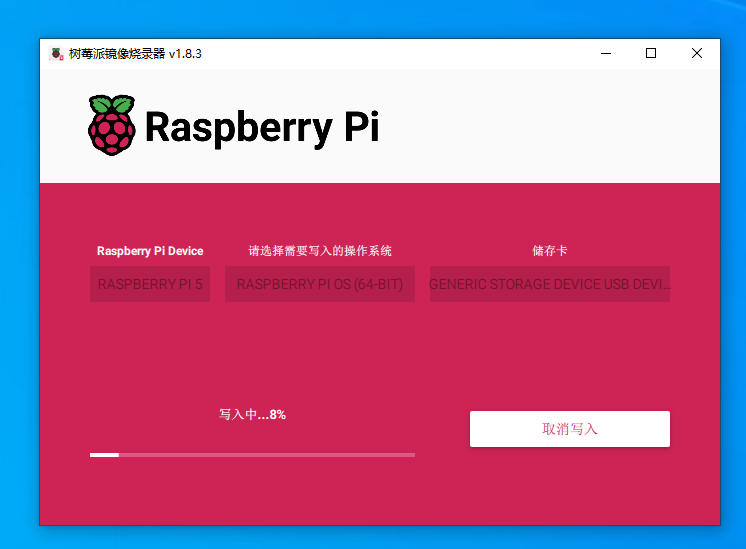 树莓派镜像烧录器 v1.8.3
Raspberry Pi
Raspberry Pi Device
请选择需要写入的操作系统
储存卡
RASPBERRY PI 5
RASPBERRY PI OS (64-BIT)
GENERIC STORAGE DEVICE USB DEVI...
写入中...8%
取消写入